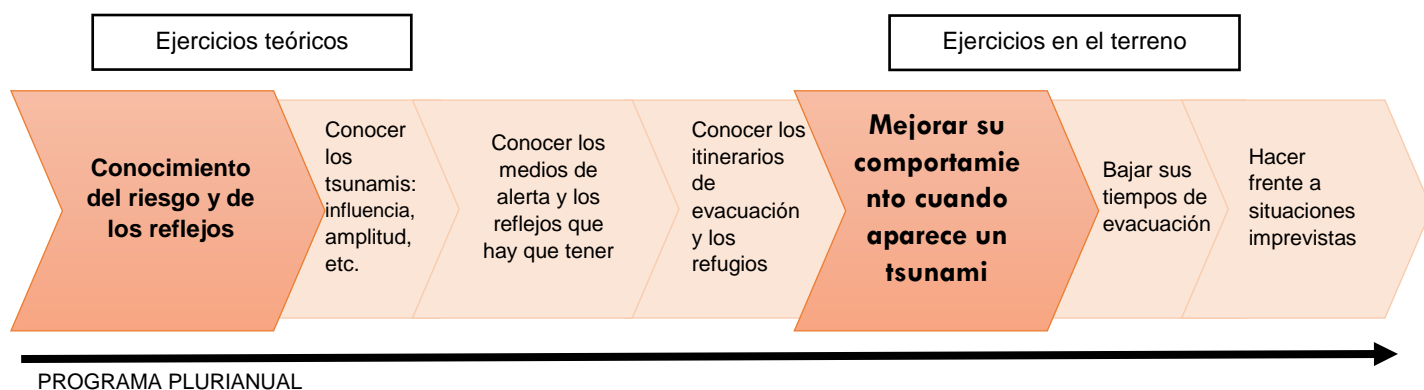 Ejercicios teóricos
Ejercicios en el terreno
Conocimiento
del riesgo y de
los reflejos
Conocer
los
tsunamis:
influencia,
amplitud,
etc.
Conocer los
medios de
alerta y los
reflejos que
hay que tener
Conocer los
itinerarios
de
evacuación
y los
refugios
Mejorar su
comportamie
nto cuando
aparece un
tsunami
Bajar sus
tiempos de
evacuación
Hacer
frente a
situaciones
imprevistas
PROGRAMA PLURIANUAL